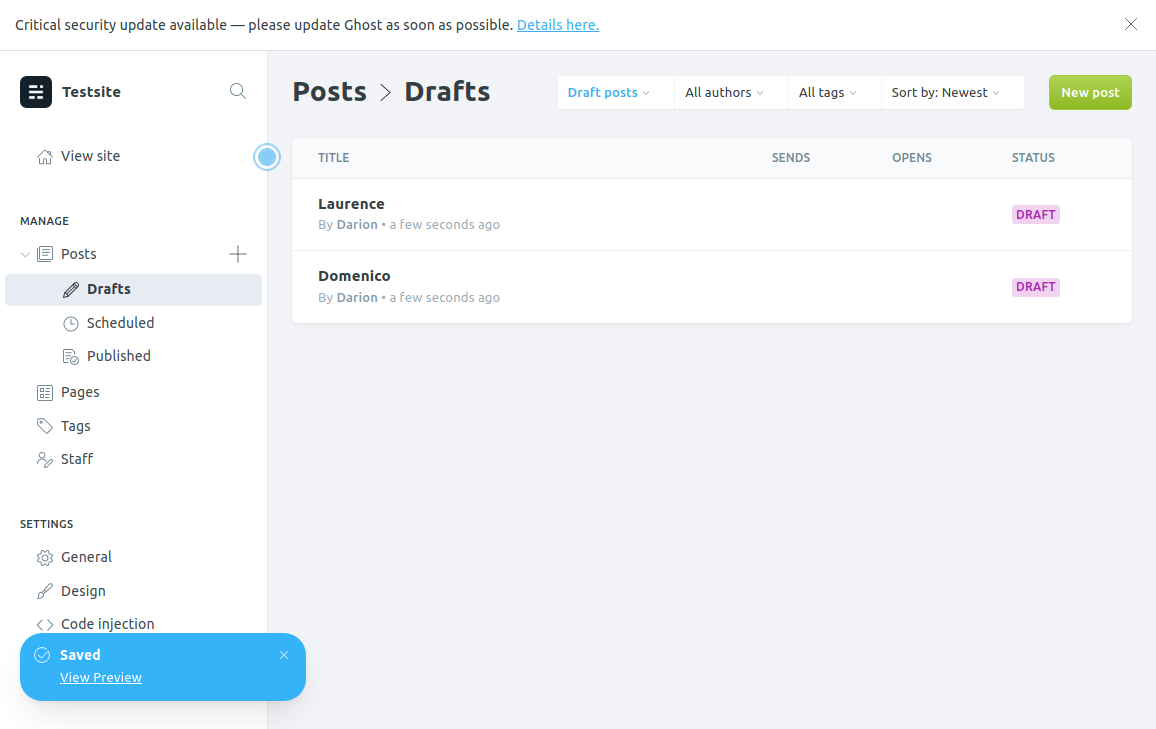 Critical security update available — please update Ghost as soon as possible. Details here.
Testsite
View site
MANAGE
Posts
Drafts
Scheduled
Published
Pages
Tags
Staff
SETTINGS
General
Design
Code injection
Saved
View Preview
Posts > Drafts
Draft posts
All authors
All tags
Sort by: Newest
New post
TITLE SENDS OPENS STATUS
Laurence
By Darion • a few seconds ago
DRAFT
Domenico
By Darion • a few seconds ago
DRAFT